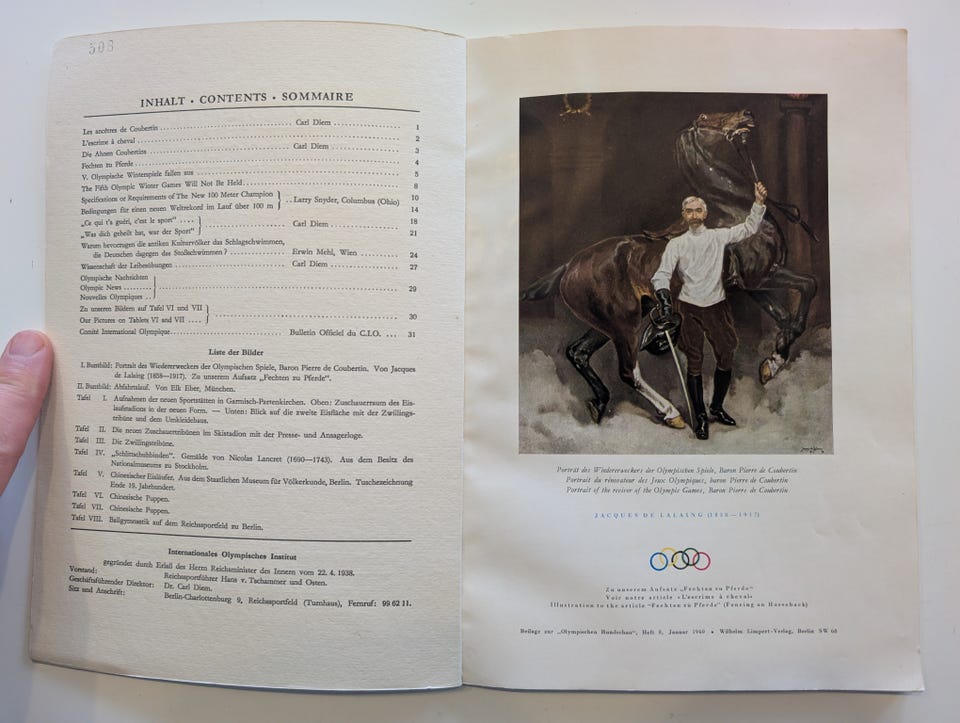 508
INHALT · CONTENTS · SOMMAIRE
Les ancêtres de Coubertin ........ Carl Diem ........ 1
L'escrime à cheval ........ 2
Die Ahnen Coubertins ........ Carl Diem ........ 3
Fechten zu Pferde ........ 4
V. Olympische Winterspiele fallen aus ........ 5
The Fifth Olympic Winter Games Will Not Be Held ........ 8
Specifications or Requirements of The New 100 Meter Champion } .. Larry Snyder, Columbus (Ohio) 10
Bedingungen für einen neuen Weltrekord im Lauf über 100 m 14
„Ce qui t'a guéri, c'est le sport" .... } Carl Diem ........ 18
„Was dich geheilt hat, war der Sport" 21
Warum bevorzugen die antiken Kulturvölker das Schlagschwimmen,
die Deutschen dagegen das Stoßschwimmen? ........ Erwin Mehl, Wien ........ 24
Wissenschaft der Leibesübungen ........ Carl Diem ........ 27
Olympische Nachrichten
Olympic News ........ } ........ 29
Nouvelles Olympiques ..
Zu unseren Bildern auf Tafel VI und VII } ........ 30
Our Pictures on Tablets VI and VII ....
Comité International Olympique ........ Bulletin Officiel du C.I.O. ... 31
Liste der Bilder
I. Buntbild: Portrait des Wiedererweckers der Olympischen Spiele, Baron Pierre de Coubertin. Von Jacques
de Lalaing (1858—1917). Zu unserem Aufsatz „Fechten zu Pferde".
II. Buntbild: Abfahrtslauf. Von Elk Eber, München.
Tafel I. Aufnahmen der neuen Sportstätten in Garmisch-Partenkirchen. Oben: Zuschauerraum des Eis-
laufstadions in der neuen Form. — Unten: Blick auf die zweite Eisfläche mit der Zwillings-
tribüne und dem Umkleidehaus.
Tafel II. Die neuen Zuschauertribünen im Skistadion mit der Presse- und Ansagerloge.
Tafel III. Die Zwillingstribüne.
Tafel IV. „Schlittschuhbinden". Gemälde von Nicolas Lancret (1690—1743). Aus dem Besitz des
Nationalmuseums zu Stockholm.
Tafel V. Chinesischer Eisläufer. Aus dem Staatlichen Museum für Völkerkunde, Berlin. Tuschezeichnung
Ende 19. Jahrhundert.
Tafel VI. Chinesische Puppen.
Tafel VII. Chinesische Puppen.
Tafel VIII. Ballgymnastik auf dem Reichssportfeld zu Berlin.
Internationales Olympisches Institut
gegründet durch Erlaß des Herrn Reichsministers des Innern vom 22. 4. 1938.
Vorstand: Reichssportführer Hans v. Tschammer und Osten.
Geschäftsführender Direktor: Dr. Carl Diem.
Sitz und Anschrift: Berlin-Charlottenburg 9, Reichssportfeld (Turnhaus), Fernruf: 99 62 11.
Porträt des Wiedererweckers der Olympischen Spiele, Baron Pierre de Coubertin
Portrait du rénovateur des Jeux Olympiques, baron Pierre de Coubertin
Portrait of the reviver of the Olympic Games, Baron Pierre de Coubertin
JACQUES DE LALAING (1858—1917)
Zu unserem Aufsatz „Fechten zu Pferde"
Voir notre article «L'escrime à cheval»
Illustration to the article "Fechten zu Pferde" (Fencing on Horseback)
Beilage zur „Olympischen Rundschau", Heft 8, Januar 1940 • Wilhelm Limpert-Verlag, Berlin SW 68